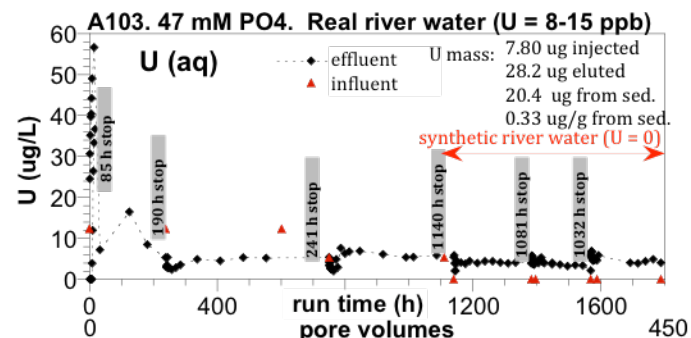 A103. 47 mM PO4. Real river water (U = 8-15 ppb)
60
50
40
30
20
10
0
U (ug/L)
U (aq)
effluent
influent
U mass: 7.80 ug injected
28.2 ug eluted
20.4 ug from sed.
0.33 ug/g from sed.
synthetic river water (U = 0)
85 h stop
190 h stop
241 h stop
1140 h stop
1081 h stop
1032 h stop
0 400 run time (h) 1200 1600
0 pore volumes 450